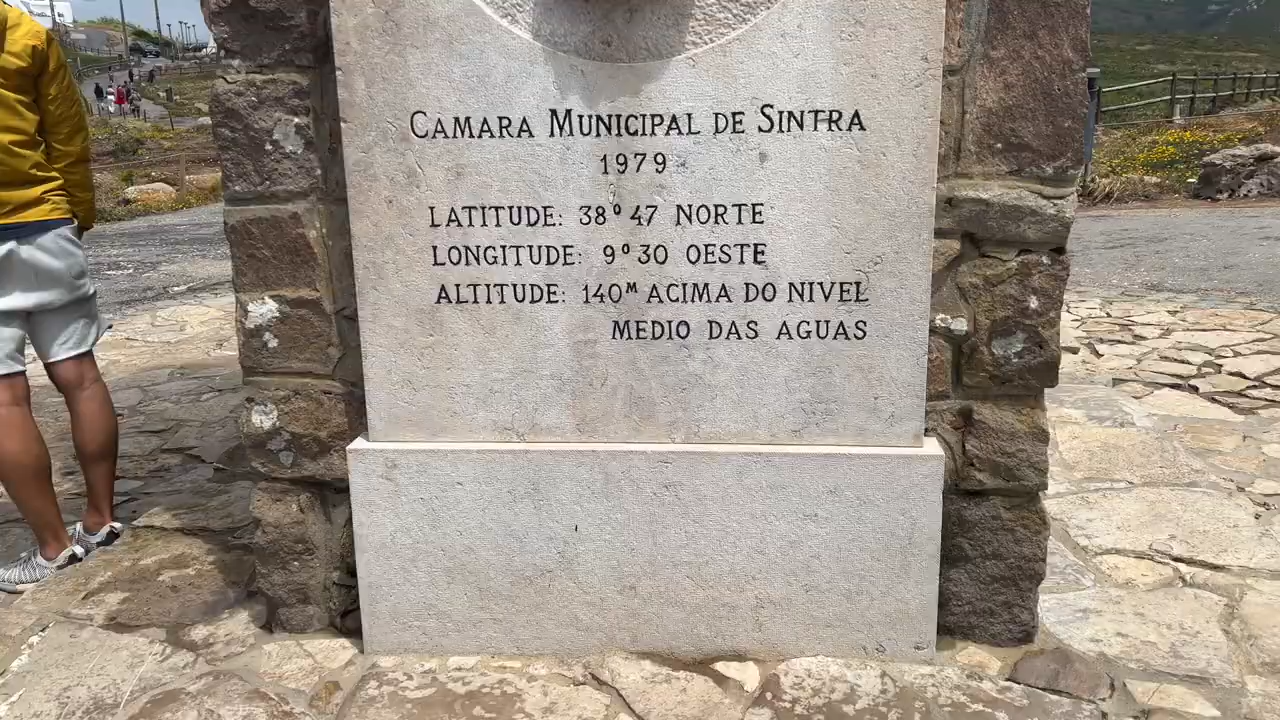 CAMARA MUNICIPAL DE SINTRA
1979
LATITUDE: 38º 47 NORTE
LONGITUDE: 9º 30 OESTE
ALTITUDE: 140M ACIMA DO NIVEL
MEDIO DAS AGUAS